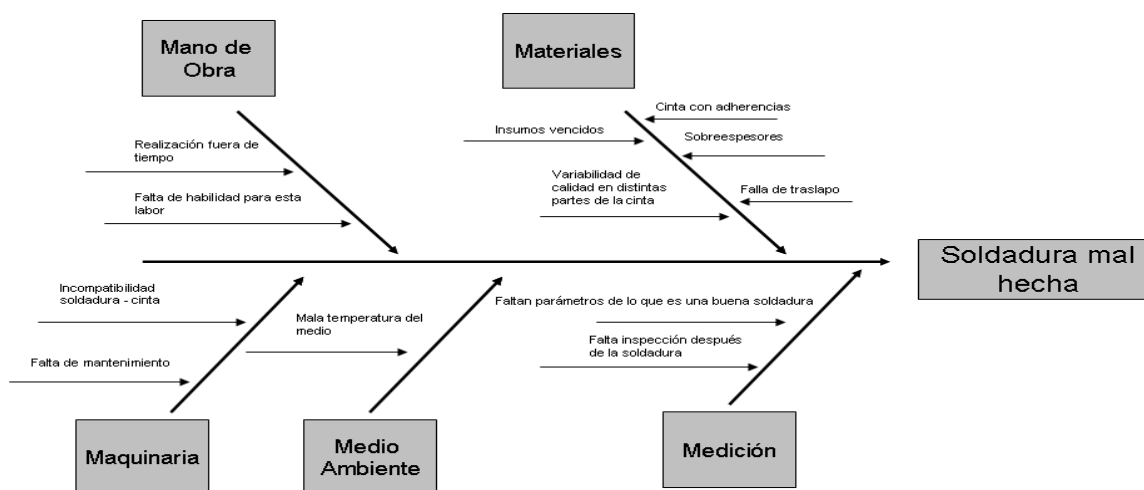 Mano de
Obra
Materiales
Cinta con adherencias
Insumos vencidos
Sobreespesores
Realización fuera de
tiempo
Variabilidad de
calidad en distintas
partes de la cinta
Falla de traslapo
Falta de habilidad para esta
labor
Soldadura mal
hecha
Incompatibilidad
soldadura - cinta
Faltan parámetros de lo que es una buena soldadura
Mala temperatura del
medio
Falta inspección después
de la soldadura
Falta de mantenimiento
Maquinaria
Medio
Ambiente
Medición